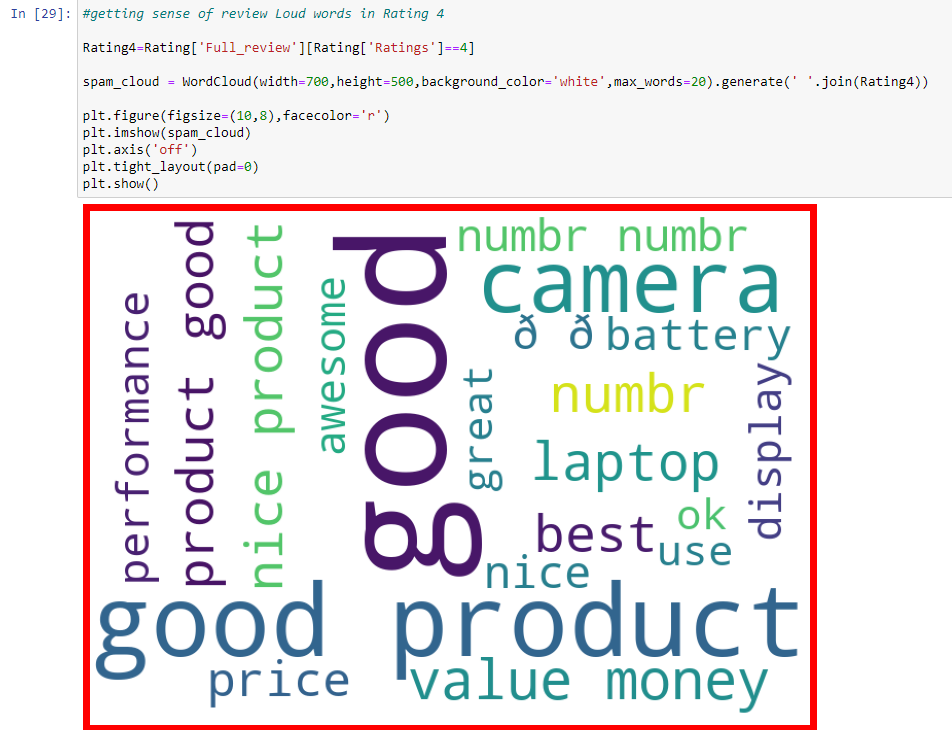 In [29]: #getting sense of review Loud words in Rating 4
Rating4=Rating['Full_review'][Rating['Ratings']==4]
spam_cloud = WordCloud(width=700,height=500,background_color='white',max_words=20).generate(' '.join(Rating4))
plt.figure(figsize=(10,8),facecolor='r')
plt.imshow(spam_cloud)
plt.axis('off')
plt.tight_layout(pad=0)
plt.show()
performance
product good
nice product
awesome
good
numbr numbr
camera
ð ð
battery
great
numbr
display
laptop
ok
best
use
nice
good product
price
value money